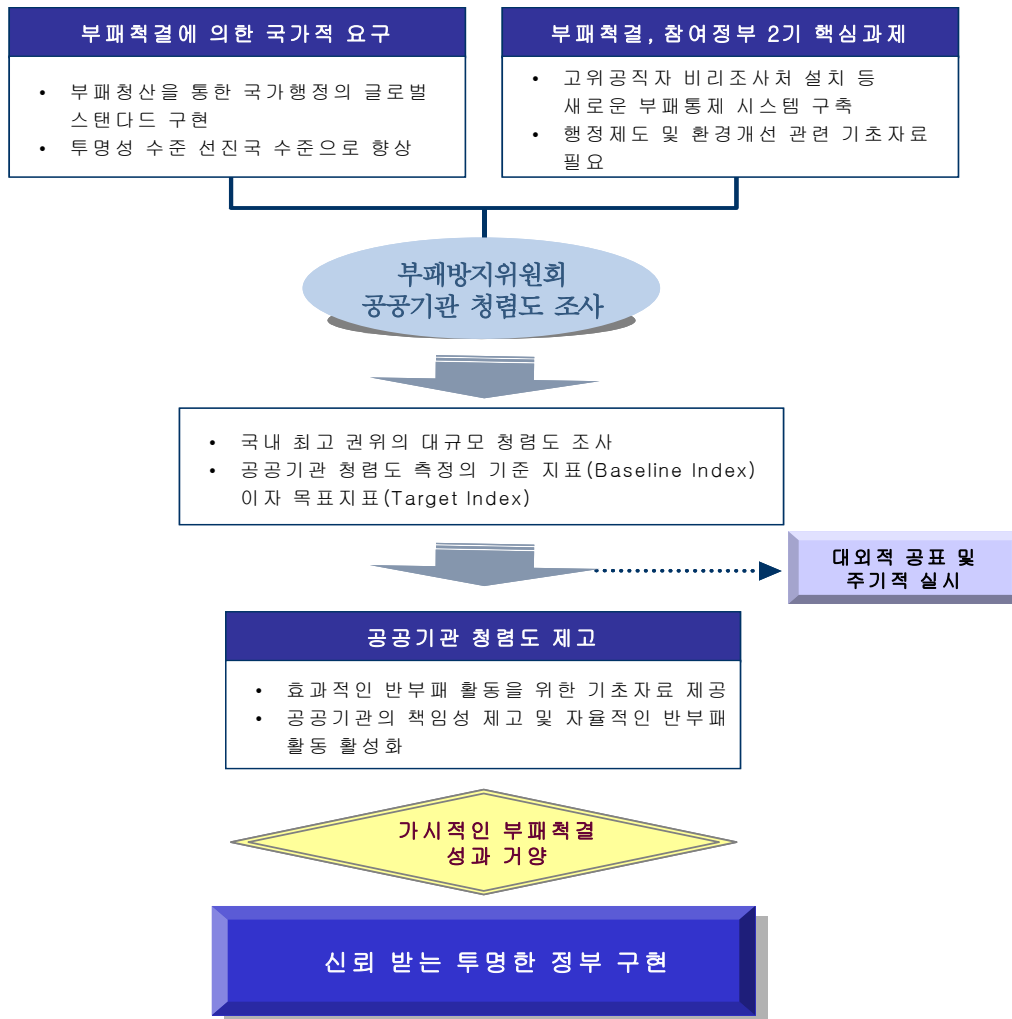 부패척결에 의한 국가적 요구
• 부패청산을 통한 국가행정의 글로벌
스탠다드 구현
• 투명성 수준 선진국 수준으로 향상
부패척결, 참여정부 2기 핵심과제
• 고위공직자 비리조사처 설치 등
새로운 부패통제 시스템 구축
• 행정제도 및 환경개선 관련 기초자료
필요
부패방지위원회
공공기관 청렴도 조사
• 국내 최고 권위의 대규모 청렴도 조사
• 공공기관 청렴도 측정의 기준 지표(Baseline Index)
이자 목표지표(Target Index)
대외적 공표 및
주기적 실시
공공기관 청렴도 제고
• 효과적인 반부패 활동을 위한 기초자료 제공
• 공공기관의 책임성 제고 및 자율적인 반부패
활동 활성화
가시적인 부패척결
성과 거양
신뢰 받는 투명한 정부 구현